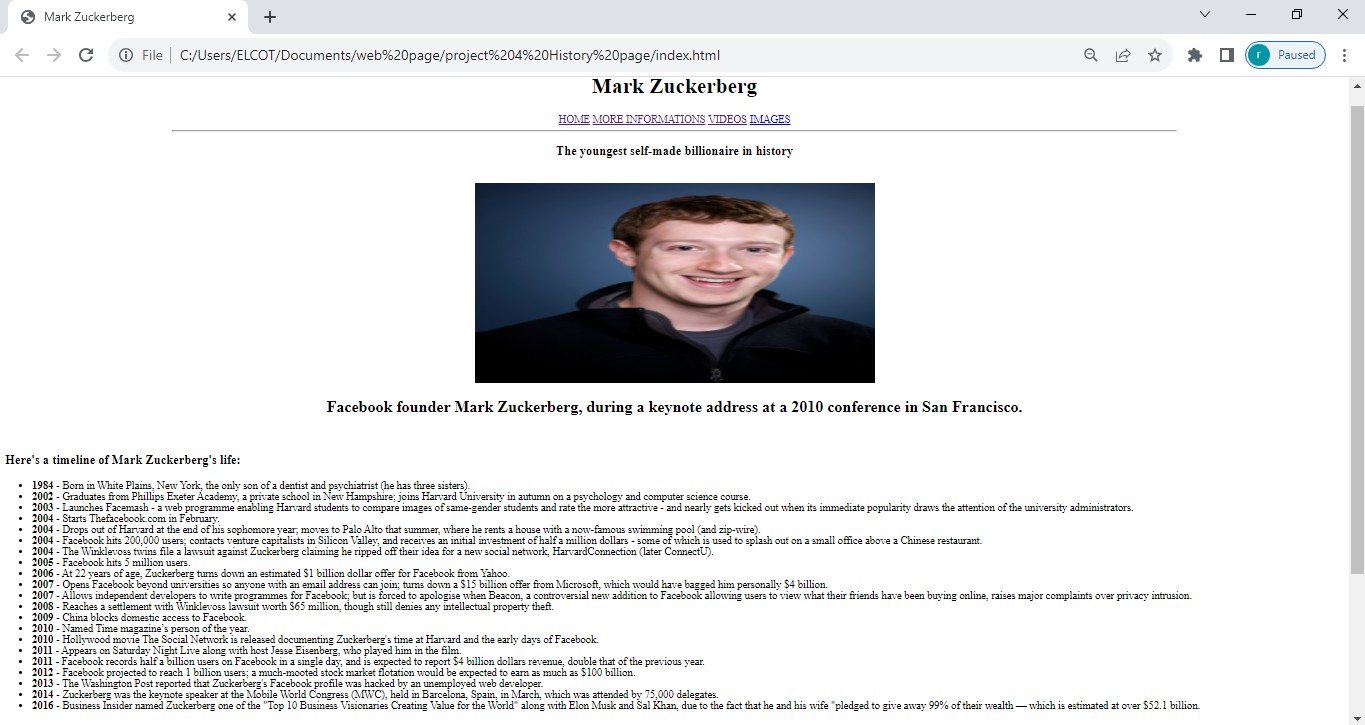 Mark Zuckerberg
File
C:/Users/ELCOT/Documents/web%20page/project%204%20History%20page/index.html
r Paused
Mark Zuckerberg
HOME MORE INFORMATIONS VIDEOS IMAGES
The youngest self-made billionaire in history
Facebook founder Mark Zuckerberg, during a keynote address at a 2010 conference in San Francisco.
Here's a timeline of Mark Zuckerberg's life:
• 1984 - Born in White Plains, New York, the only son of a dentist and psychiatrist (he has three sisters).
• 2002 - Graduates from Phillips Exeter Academy, a private school in New Hampshire; joins Harvard University in autumn on a psychology and computer science course.
• 2003 - Launches Facemash - a web programme enabling Harvard students to compare images of same-gender students and rate the more attractive - and nearly gets kicked out when its immediate popularity draws the attention of the university administrators.
• 2004 - Starts Thefacebook.com in February.
• 2004 - Drops out of Harvard at the end of his sophomore year; moves to Palo Alto that summer, where he rents a house with a now-famous swimming pool (and zip-wire).
• 2004 - Facebook hits 200,000 users; contacts venture capitalists in Silicon Valley, and receives an initial investment of half a million dollars - some of which is used to splash out on a small office above a Chinese restaurant.
• 2004 - The Winklevoss twins file a lawsuit against Zuckerberg claiming he ripped off their idea for a new social network, HarvardConnection (later ConnectU).
• 2005 - Facebook hits 5 million users.
• 2006 - At 22 years of age, Zuckerberg turns down an estimated $1 billion dollar offer for Facebook from Yahoo.
• 2007 - Opens Facebook beyond universities so anyone with an email address can join; turns down a $15 billion offer from Microsoft, which would have bagged him personally $4 billion.
• 2007 - Allows independent developers to write programmes for Facebook; but is forced to apologise when Beacon, a controversial new addition to Facebook allowing users to view what their friends have been buying online, raises major complaints over privacy intrusion.
• 2008 - Reaches a settlement with Winklevoss lawsuit worth $65 million, though still denies any intellectual property theft.
• 2009 - China blocks domestic access to Facebook.
• 2010 - Named Time magazine's person of the year.
• 2010 - Hollywood movie The Social Network is released documenting Zuckerberg's time at Harvard and the early days of Facebook.
• 2011 - Appears on Saturday Night Live along with host Jesse Eisenberg, who played him in the film.
• 2011 - Facebook records half a billion users on Facebook in a single day, and is expected to report $4 billion dollars revenue, double that of the previous year.
• 2012 - Facebook projected to reach 1 billion users; a much-mooted stock market flotation would be expected to earn as much as $100 billion.
• 2013 - The Washington Post reported that Zuckerberg's Facebook profile was hacked by an unemployed web developer.
• 2014 - Zuckerberg was the keynote speaker at the Mobile World Congress (MWC), held in Barcelona, Spain, in March, which was attended by 75,000 delegates.
• 2016 - Business Insider named Zuckerberg one of the "Top 10 Business Visionaries Creating Value for the World" along with Elon Musk and Sal Khan, due to the fact that he and his wife "pledged to give away 99% of their wealth — which is estimated at over $52.1 billion.